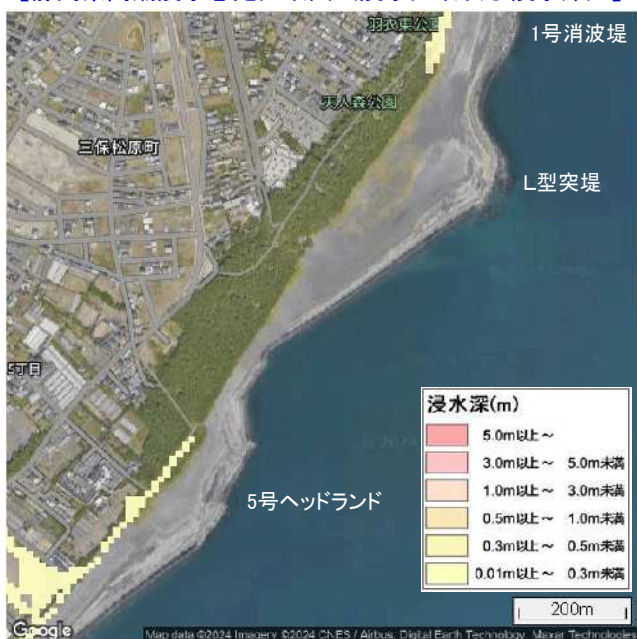 羽衣東公園
1号消波堤
天人森公園
三保松原町
L型突堤
5丁目
浸水深(m)
5.0m以上～
3.0m以上～ 5.0m未満
1.0m以上～ 3.0m未満
0.5m以上～ 1.0m未満
0.3m以上～ 0.5m未満
0.01m以上～ 0.3m未満
5号ヘッドランド
200m
Google
Map data ©2024 Imagery ©2024 CNES / Airbus, Digital Earth Technology, Maxar Technologies